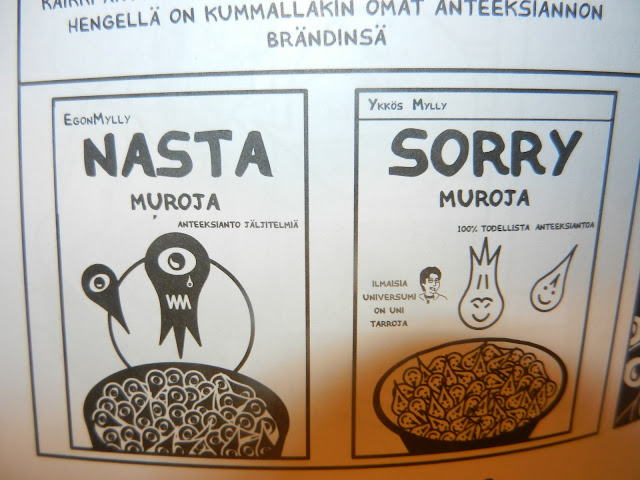 HENGELLÄ ON KUMMALLAKIN OMAT ANTEEKSIANNON
BRÄNDINSÄ
EGONMYLLY
NASTA
MUROJA
ANTEEKSIANTO JÄLJITELMIÄ
YKKÖS MYLLY
SORRY
MUROJA
100% TODELLISTA ANTEEKSIANTOA
ILMAISIA
UNIVERSUMI
ON UNI
TARROJA